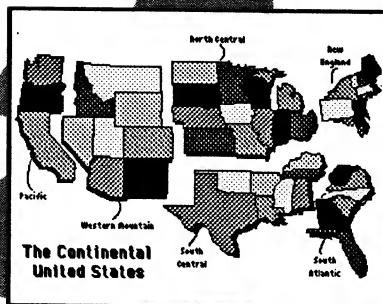 North Central
New
England
Pacific
Western Mountain
South
Central
South
Atlantic
The Continental
United States